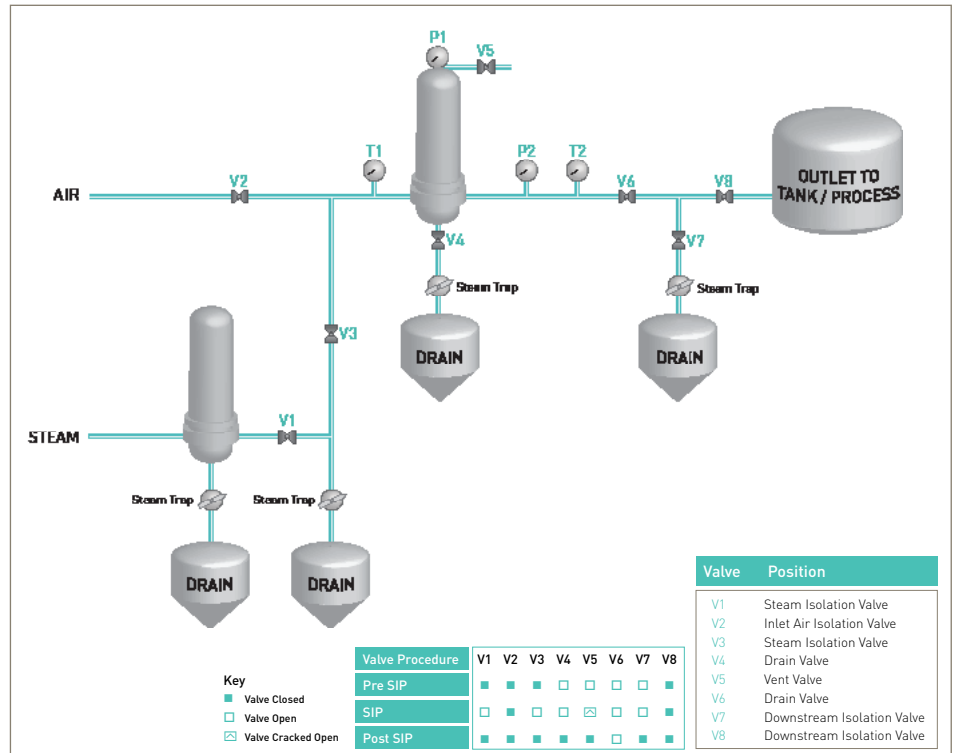 P1
V5
T1
P2
T2
V2
V6
V8
AIR
OUTLET TO
TANK / PROCESS
V4
V7
Steam Trap
Steam Trap
V3
DRAIN
DRAIN
V1
STEAM
Steam Trap
Steam Trap
DRAIN
DRAIN
Valve Position
V1 Steam Isolation Valve
V2 Inlet Air Isolation Valve
V3 Steam Isolation Valve
V4 Drain Valve
V5 Vent Valve
V6 Drain Valve
V7 Downstream Isolation Valve
V8 Downstream Isolation Valve
Key
Valve Closed
Valve Open
Valve Cracked Open
Valve Procedure V1 V2 V3 V4 V5 V6 V7 V8
Pre SIP
SIP
Post SIP